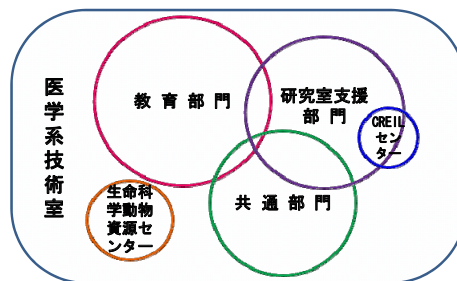 医学系技術室
教育部門
研究室支援
部門
CREIL
セン
ター
生命科
学動物
資源セ
ンター
共通部門